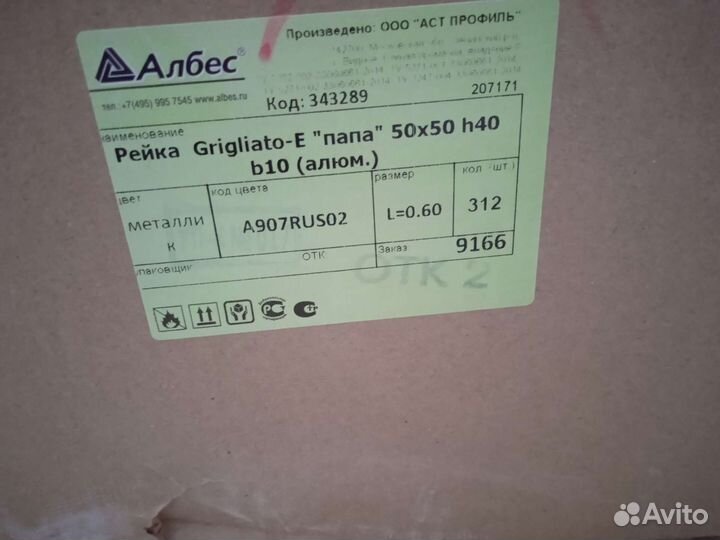 Произведено: ООО "АСТ ПРОФИЛЬ"
Албес®
тел.:+7(495) 995 7545 www.albes.ru
Код: 343289
207171
наименование
Рейка Grigliato-E "папа" 50x50 h40
b10 (алюм.)
цвет
металли
к
код цвета
A907RUS02
размер
L=0.60
кол (шт.)
312
упаковщик
ОТК
Заказ
9166
ОТК 2
Avito